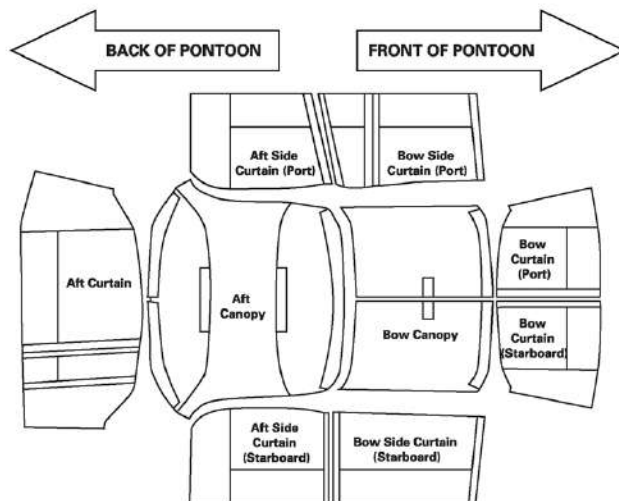 BACK OF PONTOON
FRONT OF PONTOON
Aft Side
Curtain (Port)
Bow Side
Curtain (Port)
Aft Curtain
Aft
Canopy
Bow Canopy
Bow
Curtain
(Port)
Bow
Curtain
(Starboard)
Aft Side
Curtain
(Starboard)
Bow Side Curtain
(Starboard)